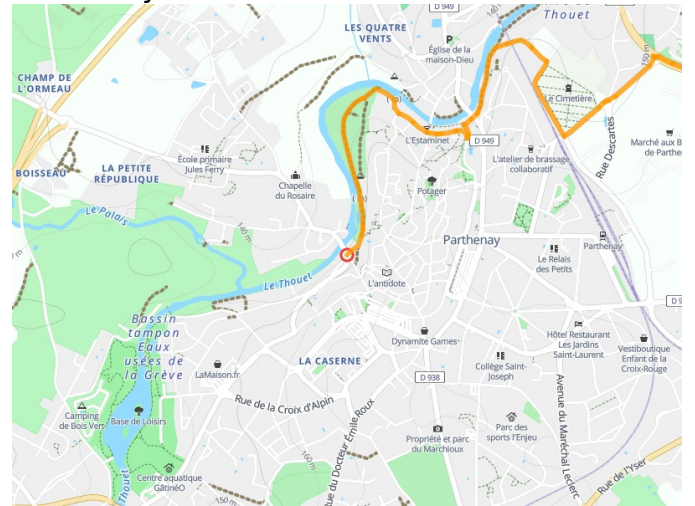 D 949
LES QUATRE
VENTS
Église de la
maison-Dieu
140 m
Thouet
CHAMP DE
L'ORMEAU
Le Cimetière
150 m
L'Estaminet
D 949
Rue Descartes
Marché aux B
de Parthe
École primaire
Jules Ferry
L'atelier de brassage
collaboratif
BOISSEAU
LA PETITE
RÉPUBLIQUE
Chapelle
du Rosaire
Potager
Le Palais
140 m
Parthenay
Parthenay
Le Relais
des Petits
Le Thouet
L'antidote
D 9
Bassin
tampon
Eaux
usées de
la Grève
Dynamite Games
Hôtel Restaurant
Les Jardins
Saint-Laurent
Vestiboutique
Enfant de la
Croix-Rouge
LA CASERNE
LaMaison.fr
D 938
Collège Saint-
Joseph
Rue de la Croix d'Alpin
Camping
de Bois Vert
Base de Loisirs
Rue du Docteur Émile Roux
Propriété et parc
du Marchioux
Parc des
sports l'Enjeu
Avenue du Maréchal Leclerc
Rue de l'Yser
160 m
Centre aquatique
GâtinéO
Thouet
150 m